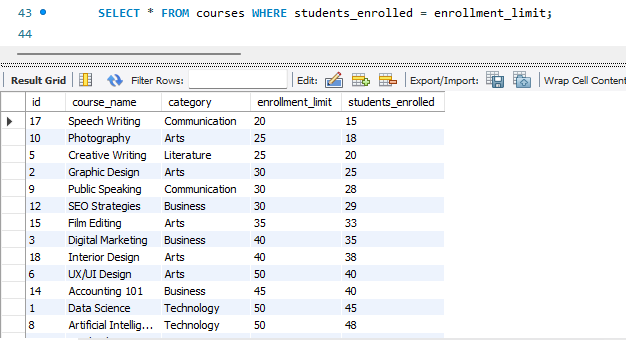 43 SELECT * FROM courses WHERE students_enrolled = enrollment_limit;
44
Result Grid Filter Rows: Edit: Export/Import: Wrap Cell Content
id course_name category enrollment_limit students_enrolled
17 Speech Writing Communication 20 15
10 Photography Arts 25 18
5 Creative Writing Literature 25 20
2 Graphic Design Arts 30 25
9 Public Speaking Communication 30 28
12 SEO Strategies Business 30 29
15 Film Editing Arts 35 33
3 Digital Marketing Business 40 35
18 Interior Design Arts 40 38
6 UX/UI Design Arts 50 40
14 Accounting 101 Business 45 40
1 Data Science Technology 50 45
8 Artificial Intellig... Technology 50 48